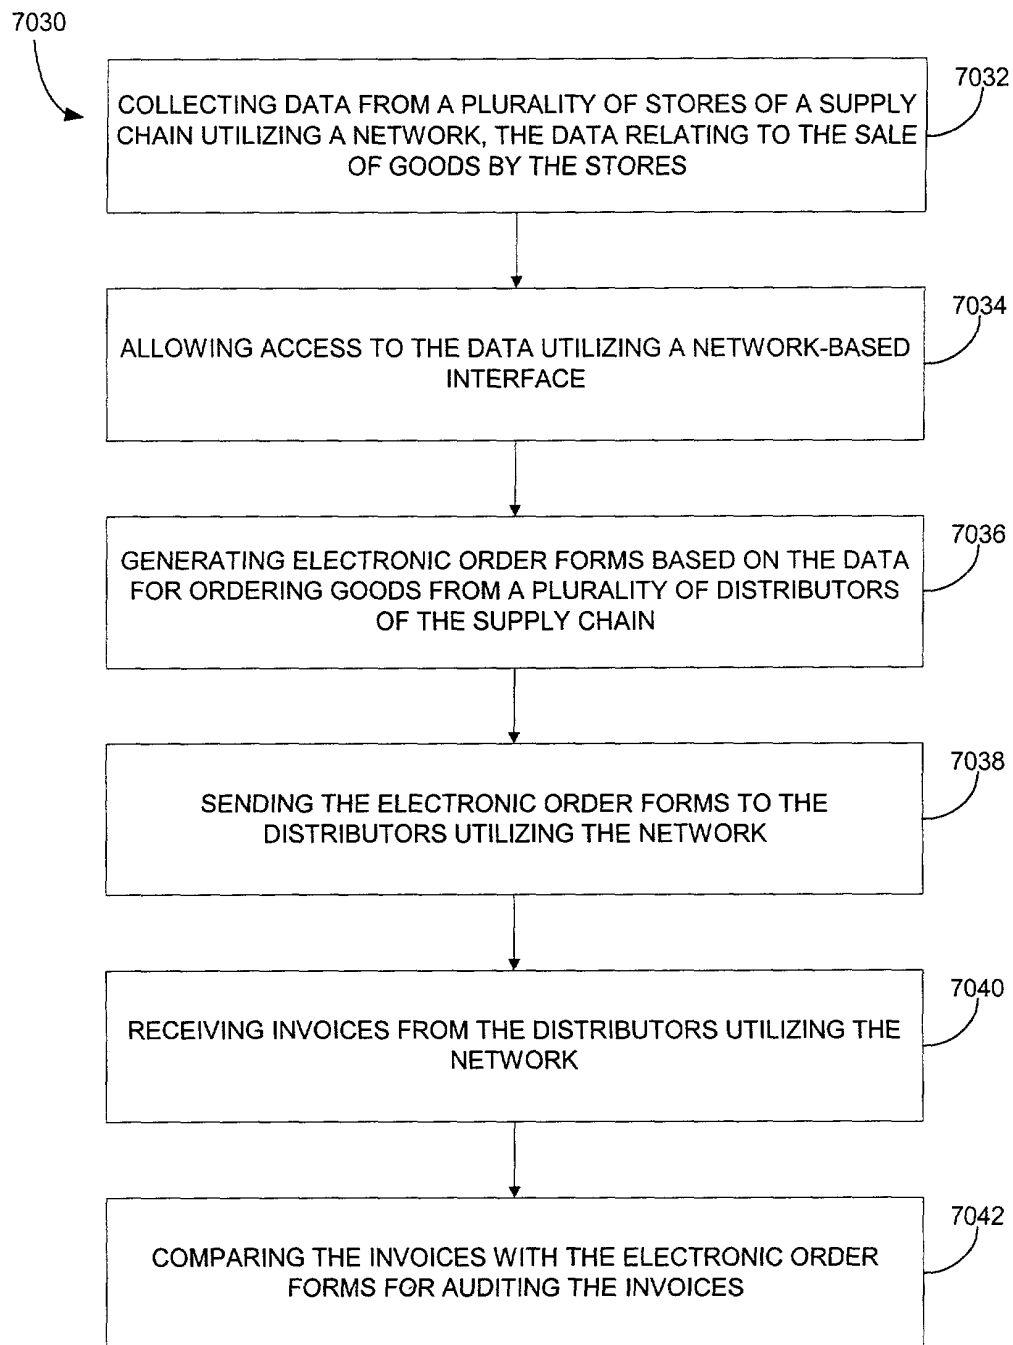 7030
7032
COLLECTING DATA FROM A PLURALITY OF STORES OF A SUPPLY
CHAIN UTILIZING A NETWORK, THE DATA RELATING TO THE SALE
OF GOODS BY THE STORES
7034
ALLOWING ACCESS TO THE DATA UTILIZING A NETWORK-BASED
INTERFACE
7036
GENERATING ELECTRONIC ORDER FORMS BASED ON THE DATA
FOR ORDERING GOODS FROM A PLURALITY OF DISTRIBUTORS
OF THE SUPPLY CHAIN
7038
SENDING THE ELECTRONIC ORDER FORMS TO THE
DISTRIBUTORS UTILIZING THE NETWORK
7040
RECEIVING INVOICES FROM THE DISTRIBUTORS UTILIZING THE
NETWORK
7042
COMPARING THE INVOICES WITH THE ELECTRONIC ORDER
FORMS FOR AUDITING THE INVOICES